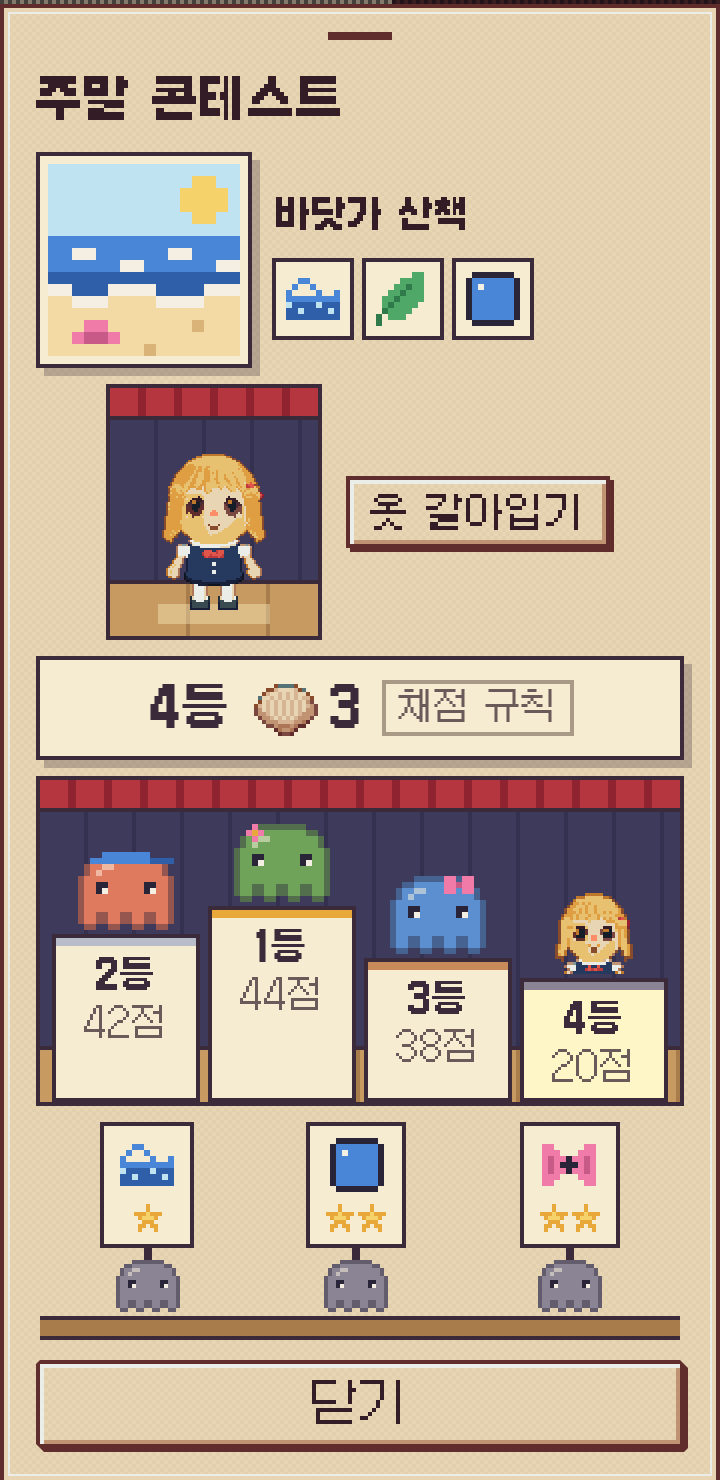 주말 콘테스트
바닷가 산책
옷 갈아입기
4등 3 채점 규칙
2등
42점
1등
44점
3등
38점
4등
20점
닫기